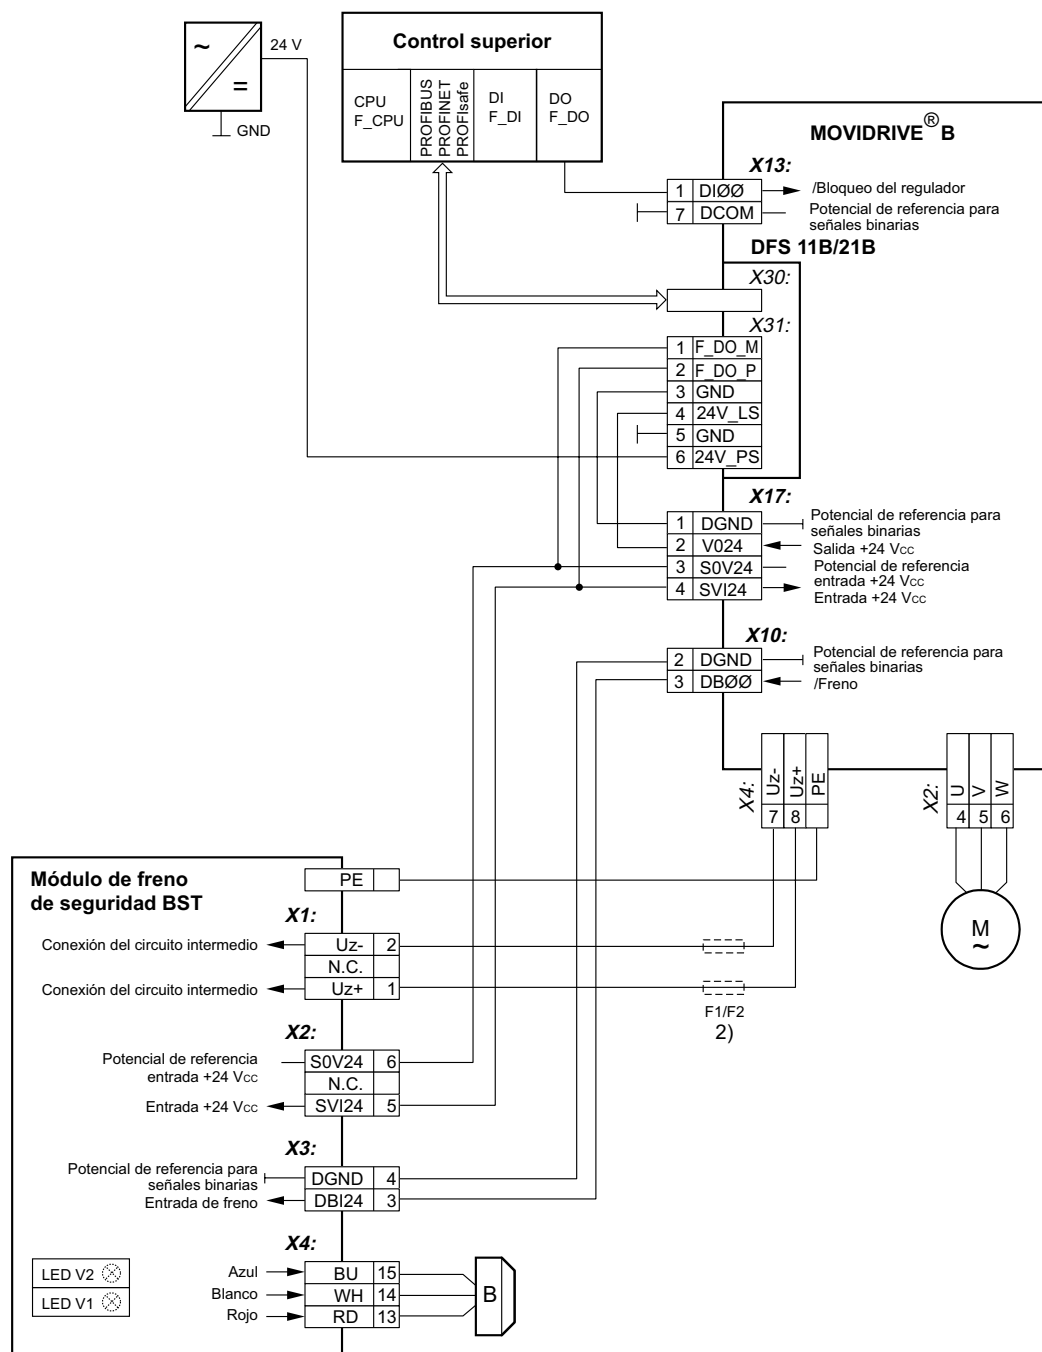 ~
=
24 V
GND
Control superior
CPU
F_CPU
PROFIBUS
PROFINET
PROFIsafe
DI
F_DI
DO
F_DO
MOVIDRIVE® B
X13:
1 DIØØ /Bloqueo del regulador
7 DCOM Potencial de referencia para
señales binarias
DFS 11B/21B
X30:
X31:
1 F_DO_M
2 F_DO_P
3 GND
4 24V_LS
5 GND
6 24V_PS
X17:
1 DGND Potencial de referencia para
señales binarias
2 V024 Salida +24 Vcc
3 S0V24 Potencial de referencia
entrada +24 Vcc
4 SVI24 Entrada +24 Vcc
X10:
2 DGND Potencial de referencia para
señales binarias
3 DBØØ /Freno
X4:
Uz- 7
Uz+ 8
PE
X2:
U 4
V 5
W 6
M
~
Módulo de freno
de seguridad BST
PE
X1:
Conexión del circuito intermedio Uz- 2
N.C.
Conexión del circuito intermedio Uz+ 1
F1/F2
2)
X2:
Potencial de referencia
entrada +24 Vcc
S0V24 6
N.C.
Entrada +24 Vcc SVI24 5
X3:
Potencial de referencia para
señales binarias
DGND 4
Entrada de freno DBI24 3
X4:
Azul BU 15
Blanco WH 14
Rojo RD 13
B
LED V2
LED V1